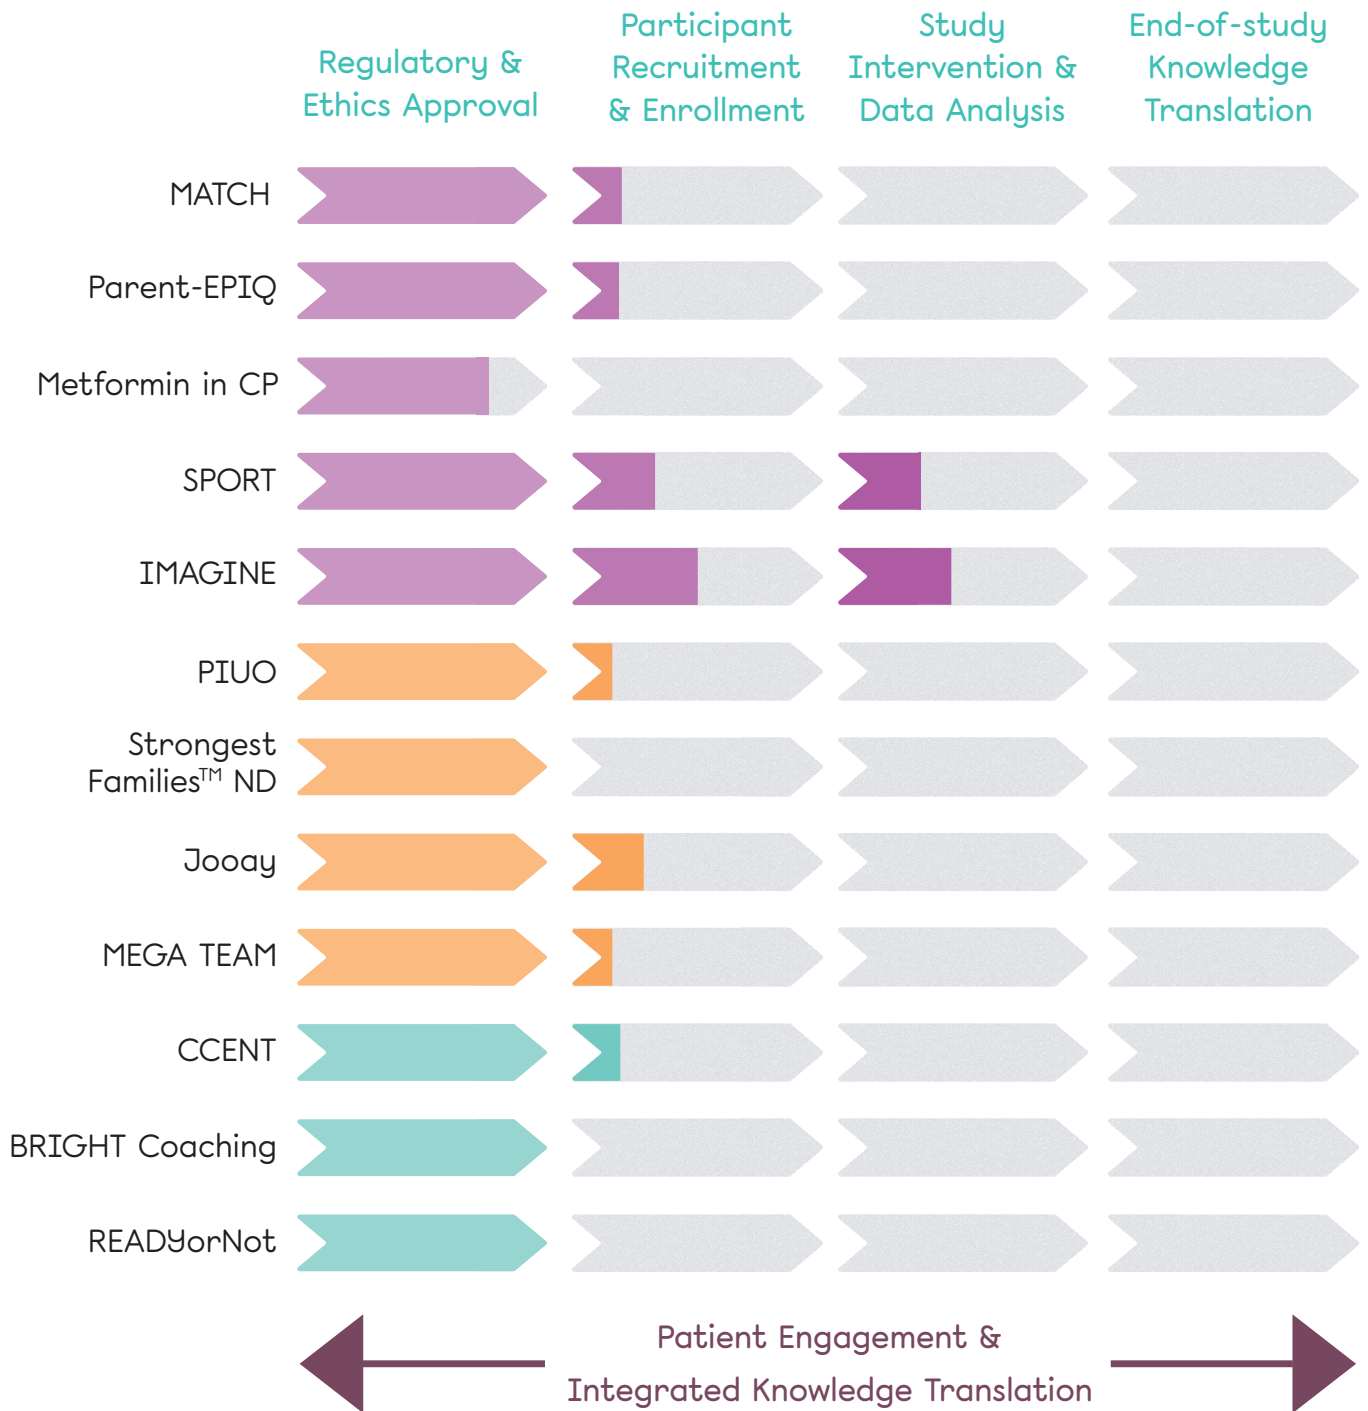 Regulatory &
Ethics Approval
Participant
Recruitment
& Enrollment
Study
Intervention &
Data Analysis
End-of-study
Knowledge
Translation
MATCH
Parent-EPIQ
Metformin in CP
SPORT
IMAGINE
PIUO
Strongest
Families™ ND
Jooay
MEGA TEAM
CCENT
BRIGHT Coaching
READYorNot
Patient Engagement &
Integrated Knowledge Translation